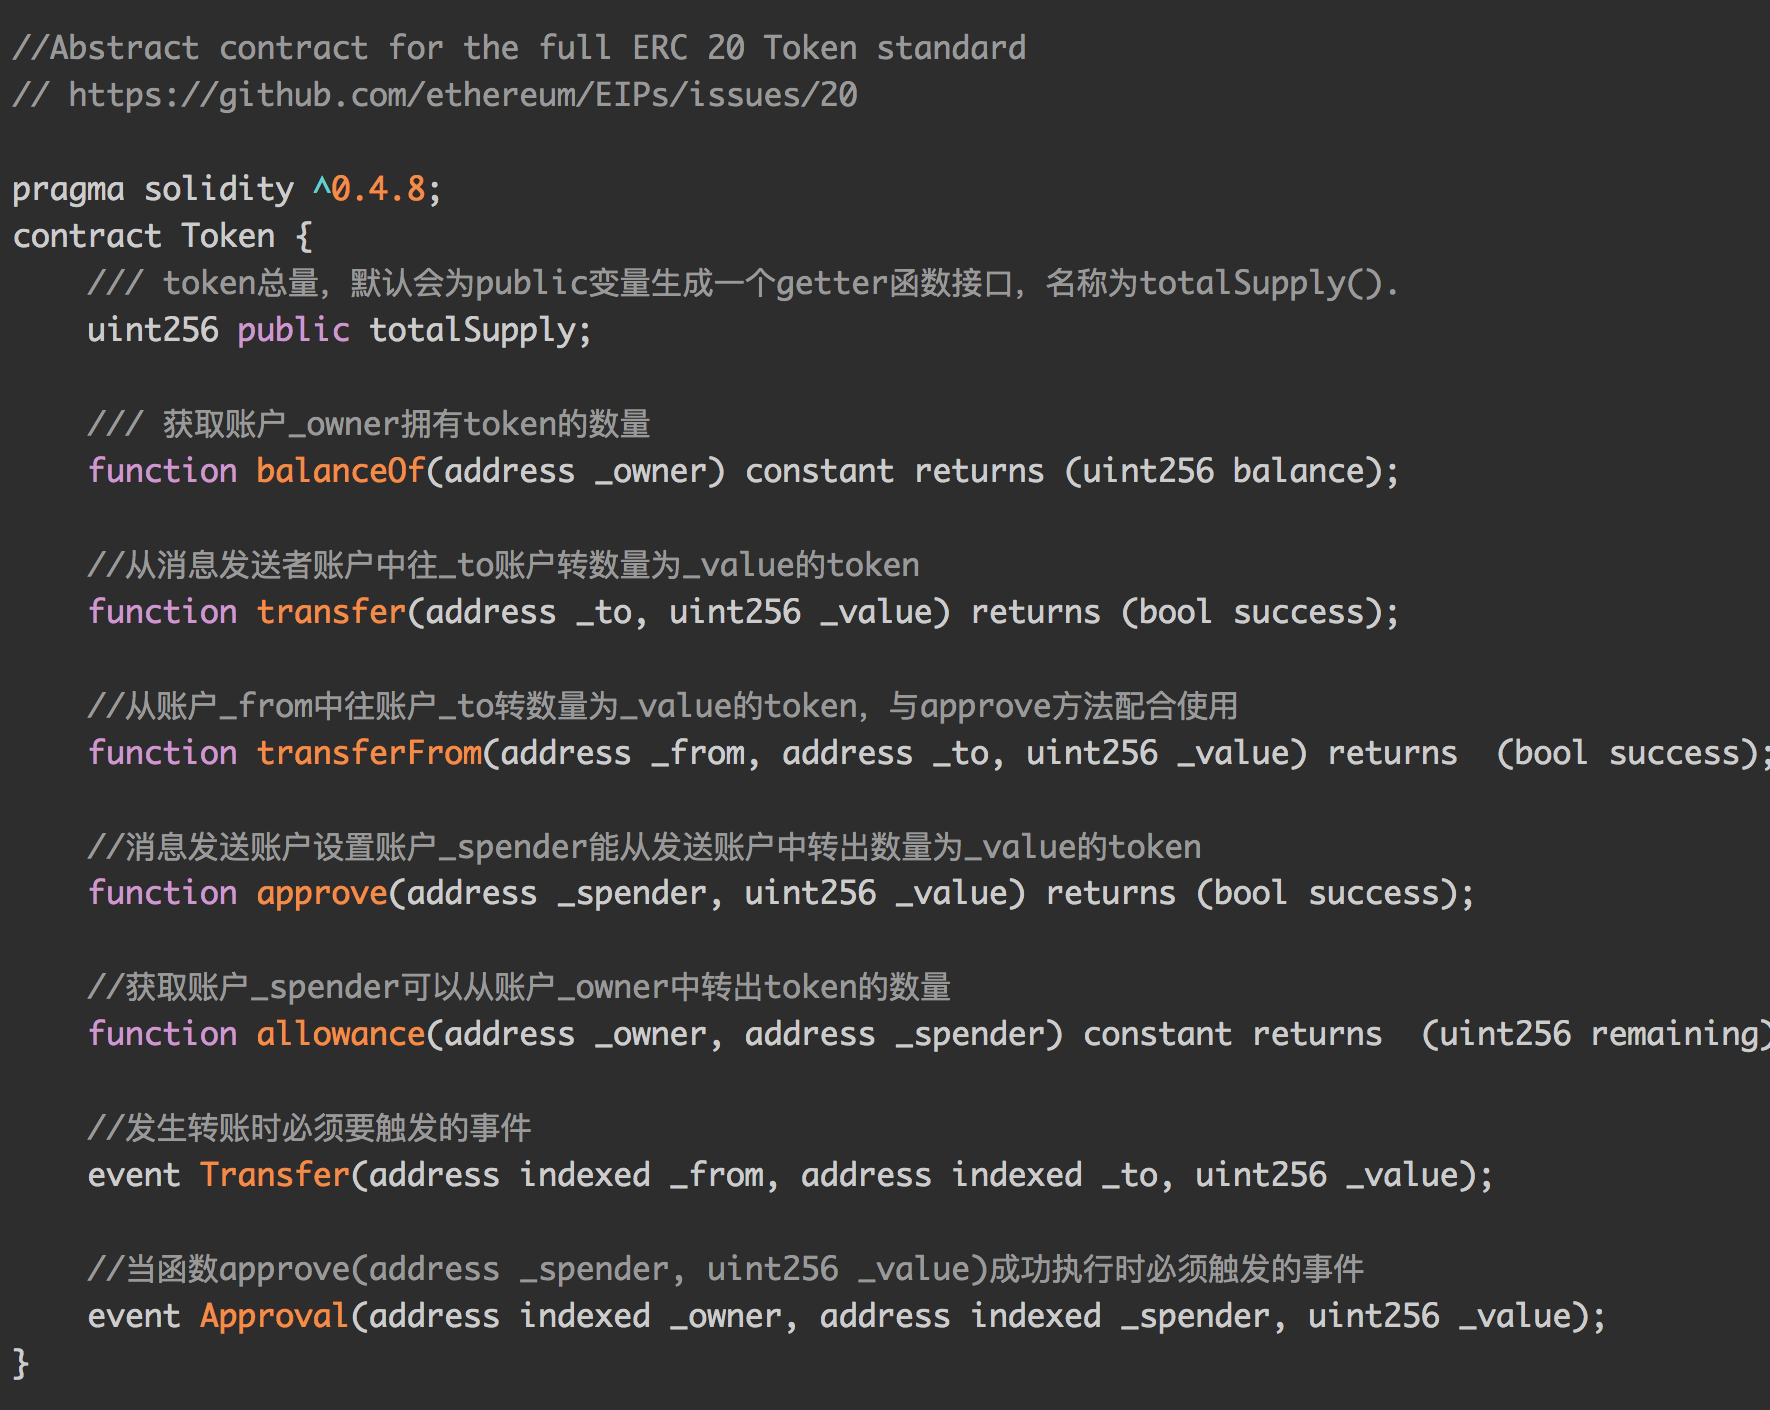 //Abstract contract for the full ERC 20 Token standard
// https://github.com/ethereum/EIPs/issues/20
pragma solidity ^0.4.8;
contract Token {
/// token总量，默认会为public变量生成一个getter函数接口，名称为totalSupply().
uint256 public totalSupply;
/// 获取账户_owner拥有token的数量
function balanceOf(address _owner) constant returns (uint256 balance);
//从消息发送者账户中往_to账户转数量为_value的token
function transfer(address _to, uint256 _value) returns (bool success);
//从账户_from中往账户_to转数量为_value的token，与approve方法配合使用
function transferFrom(address _from, address _to, uint256 _value) returns  (bool success);
//消息发送账户设置账户_spender能从发送账户中转出数量为_value的token
function approve(address _spender, uint256 _value) returns (bool success);
//获取账户_spender可以从账户_owner中转出token的数量
function allowance(address _owner, address _spender) constant returns  (uint256 remaining)
//发生转账时必须要触发的事件
event Transfer(address indexed _from, address indexed _to, uint256 _value);
//当函数approve(address _spender, uint256 _value)成功执行时必须触发的事件
event Approval(address indexed _owner, address indexed _spender, uint256 _value);
}